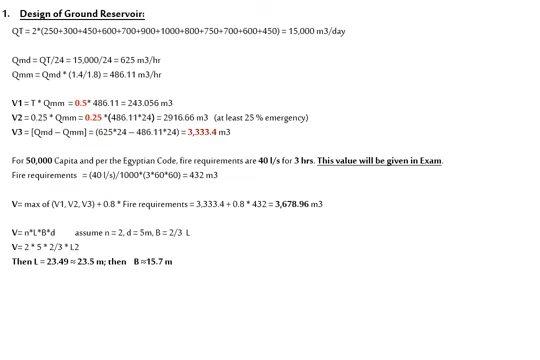 1. Design of Ground Reservoir:
QT = 2*(250+300+450+600+700+900+1000+800+750+700+600+450) = 15,000 m3/day
Qmd = QT/24 = 15,000/24 = 625 m3/hr
Qmm = Qmd * (1.4/1.8) = 486.11 m3/hr
V1 = T * Qmm = 0.5* 486.11 = 243.056 m3
V2 = 0.25 * Qmm = 0.25 *(486.11*24) = 2916.66 m3 (at least 25 % emergency)
V3 = [Qmd – Qmm] = (625*24 – 486.11*24) = 3,333.4 m3
For 50,000 Capita and per the Egyptian Code, fire requirements are 40 l/s for 3 hrs. This value will be given in Exam.
Fire requirements = (40 l/s)/1000*(3*60*60) = 432 m3
V= max of (V1, V2, V3) + 0.8 * Fire requirements = 3,333.4 + 0.8 * 432 = 3,678.96 m3
V= n*L*B*d assume n = 2, d = 5m, B = 2/3 L
V= 2 * 5 * 2/3 * L2
Then L = 23.49 ≈ 23.5 m; then B ≈15.7 m